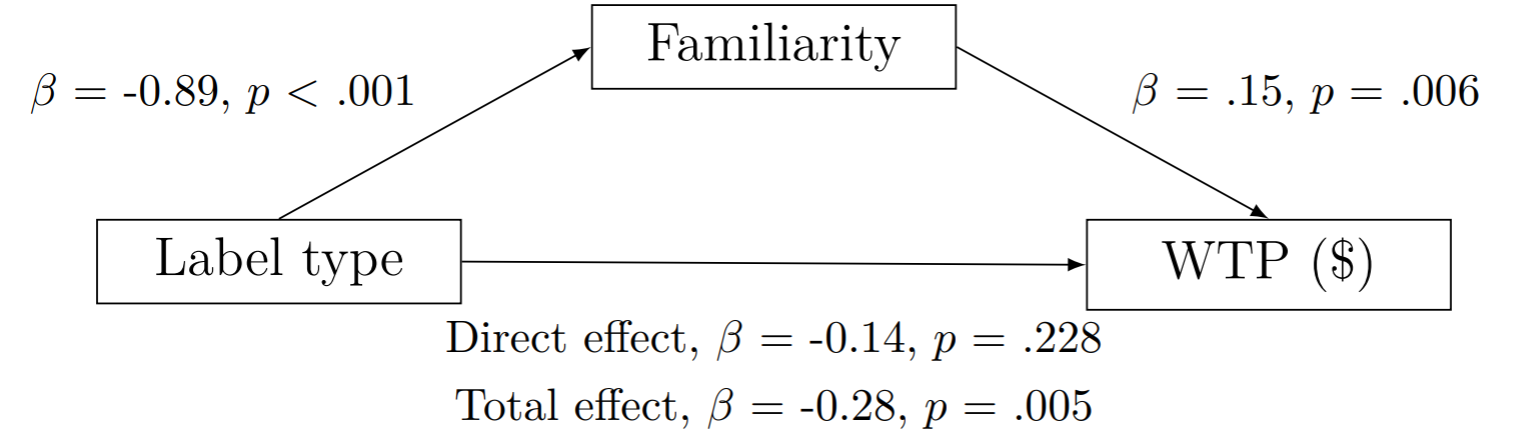 Familiarity
β = -0.89, p < .001
β = .15, p = .006
Label type
WTP ($)
Direct effect, β = -0.14, p = .228
Total effect, β = -0.28, p = .005